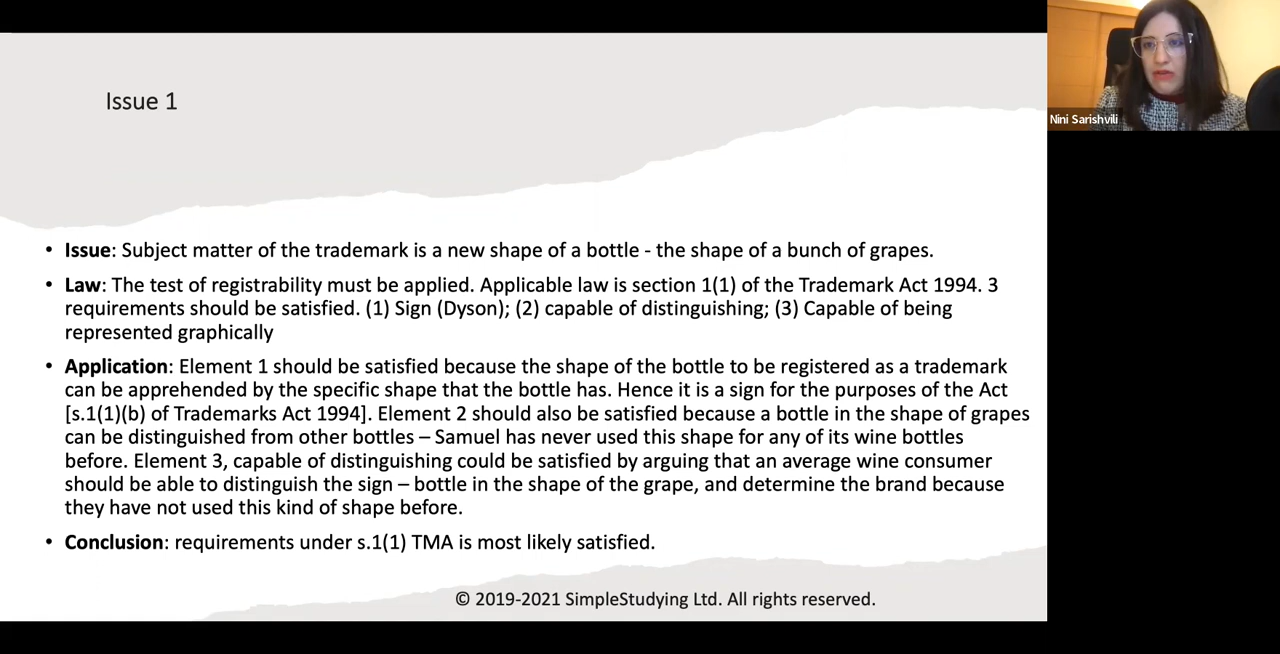 Issue 1
Nini Sarishvili
• Issue: Subject matter of the trademark is a new shape of a bottle - the shape of a bunch of grapes.
• Law: The test of registrability must be applied. Applicable law is section 1(1) of the Trademark Act 1994. 3
requirements should be satisfied. (1) Sign (Dyson); (2) capable of distinguishing; (3) Capable of being
represented graphically
• Application: Element 1 should be satisfied because the shape of the bottle to be registered as a trademark
can be apprehended by the specific shape that the bottle has. Hence it is a sign for the purposes of the Act
[s.1(1)(b) of Trademarks Act 1994]. Element 2 should also be satisfied because a bottle in the shape of grapes
can be distinguished from other bottles – Samuel has never used this shape for any of its wine bottles
before. Element 3, capable of distinguishing could be satisfied by arguing that an average wine consumer
should be able to distinguish the sign – bottle in the shape of the grape, and determine the brand because
they have not used this kind of shape before.
• Conclusion: requirements under s.1(1) TMA is most likely satisfied.
© 2019-2021 SimpleStudying Ltd. All rights reserved.